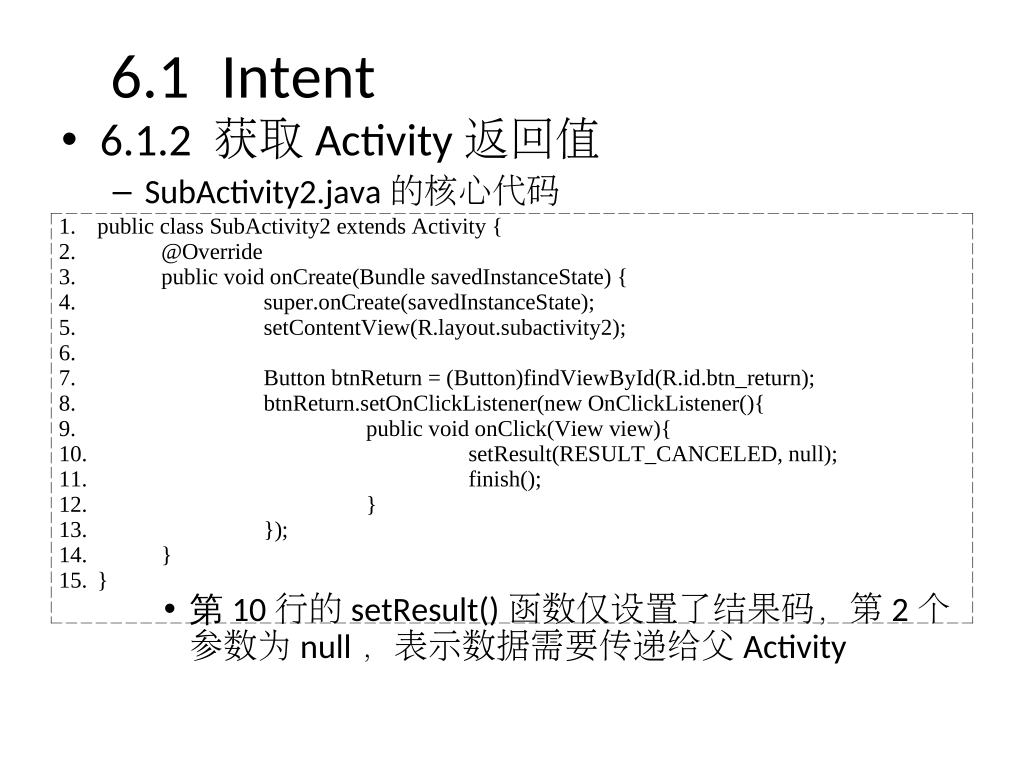 6.1 Intent
• 6.1.2 获取 Activity 返回值
– SubActivity2.java 的核心代码
1. public class SubActivity2 extends Activity {
2. @Override
3. public void onCreate(Bundle savedInstanceState) {
4. super.onCreate(savedInstanceState);
5. setContentView(R.layout.subactivity2);
6.
7. Button btnReturn = (Button)findViewById(R.id.btn_return);
8. btnReturn.setOnClickListener(new OnClickListener(){
9. public void onClick(View view){
10. setResult(RESULT_CANCELED, null);
11. finish();
12. }
13. });
14. }
15. }
• 第 10 行的 setResult() 函数仅设置了结果码，第 2 个
参数为 null ，表示数据需要传递给父 Activity